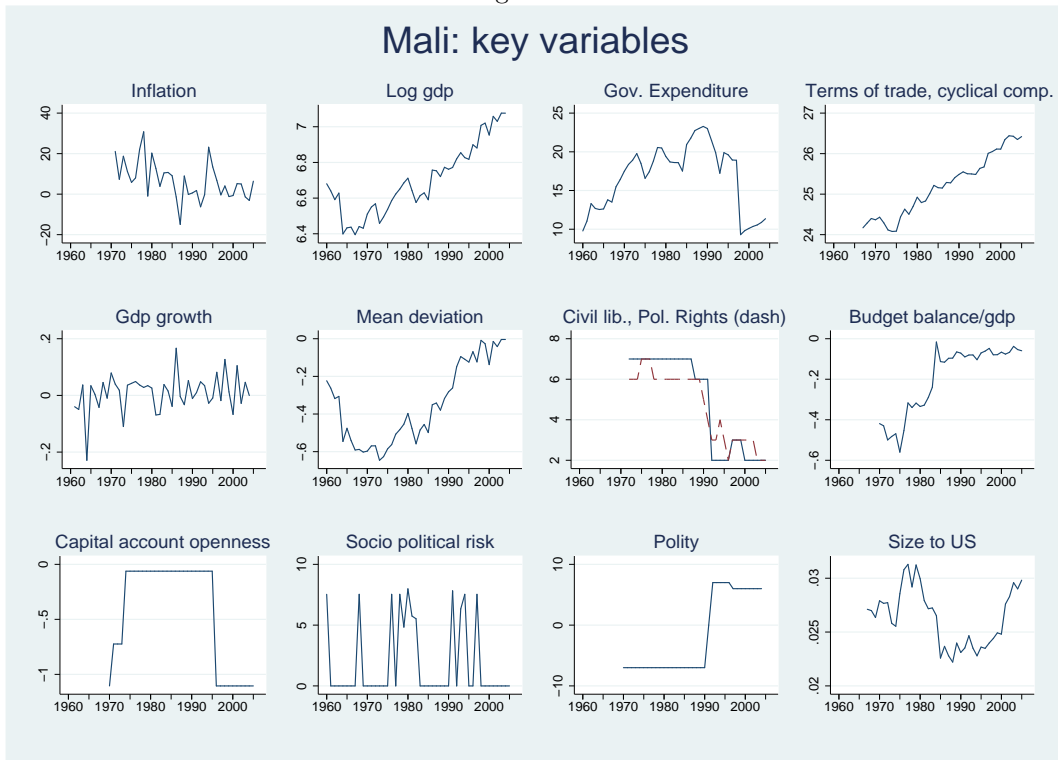 Mali: key variables
Inflation
40
20
0
−20
1960 1970 1980 1990 2000
Log gdp
7
6.8
6.6
6.4
1960 1970 1980 1990 2000
Gov. Expenditure
25
20
15
10
1960 1970 1980 1990 2000
Terms of trade, cyclical comp.
27
26
25
24
1960 1970 1980 1990 2000
Gdp growth
.2
0
−.2
1960 1970 1980 1990 2000
Mean deviation
0
−.2
−.4
−.6
1960 1970 1980 1990 2000
Civil lib., Pol. Rights (dash)
8
6
4
2
1960 1970 1980 1990 2000
Budget balance/gdp
0
−.2
−.4
−.6
1960 1970 1980 1990 2000
Capital account openness
0
−.5
−1
1960 1970 1980 1990 2000
Socio political risk
10
5
0
1960 1970 1980 1990 2000
Polity
10
0
−10
1960 1970 1980 1990 2000
Size to US
.03
.025
.02
1960 1970 1980 1990 2000